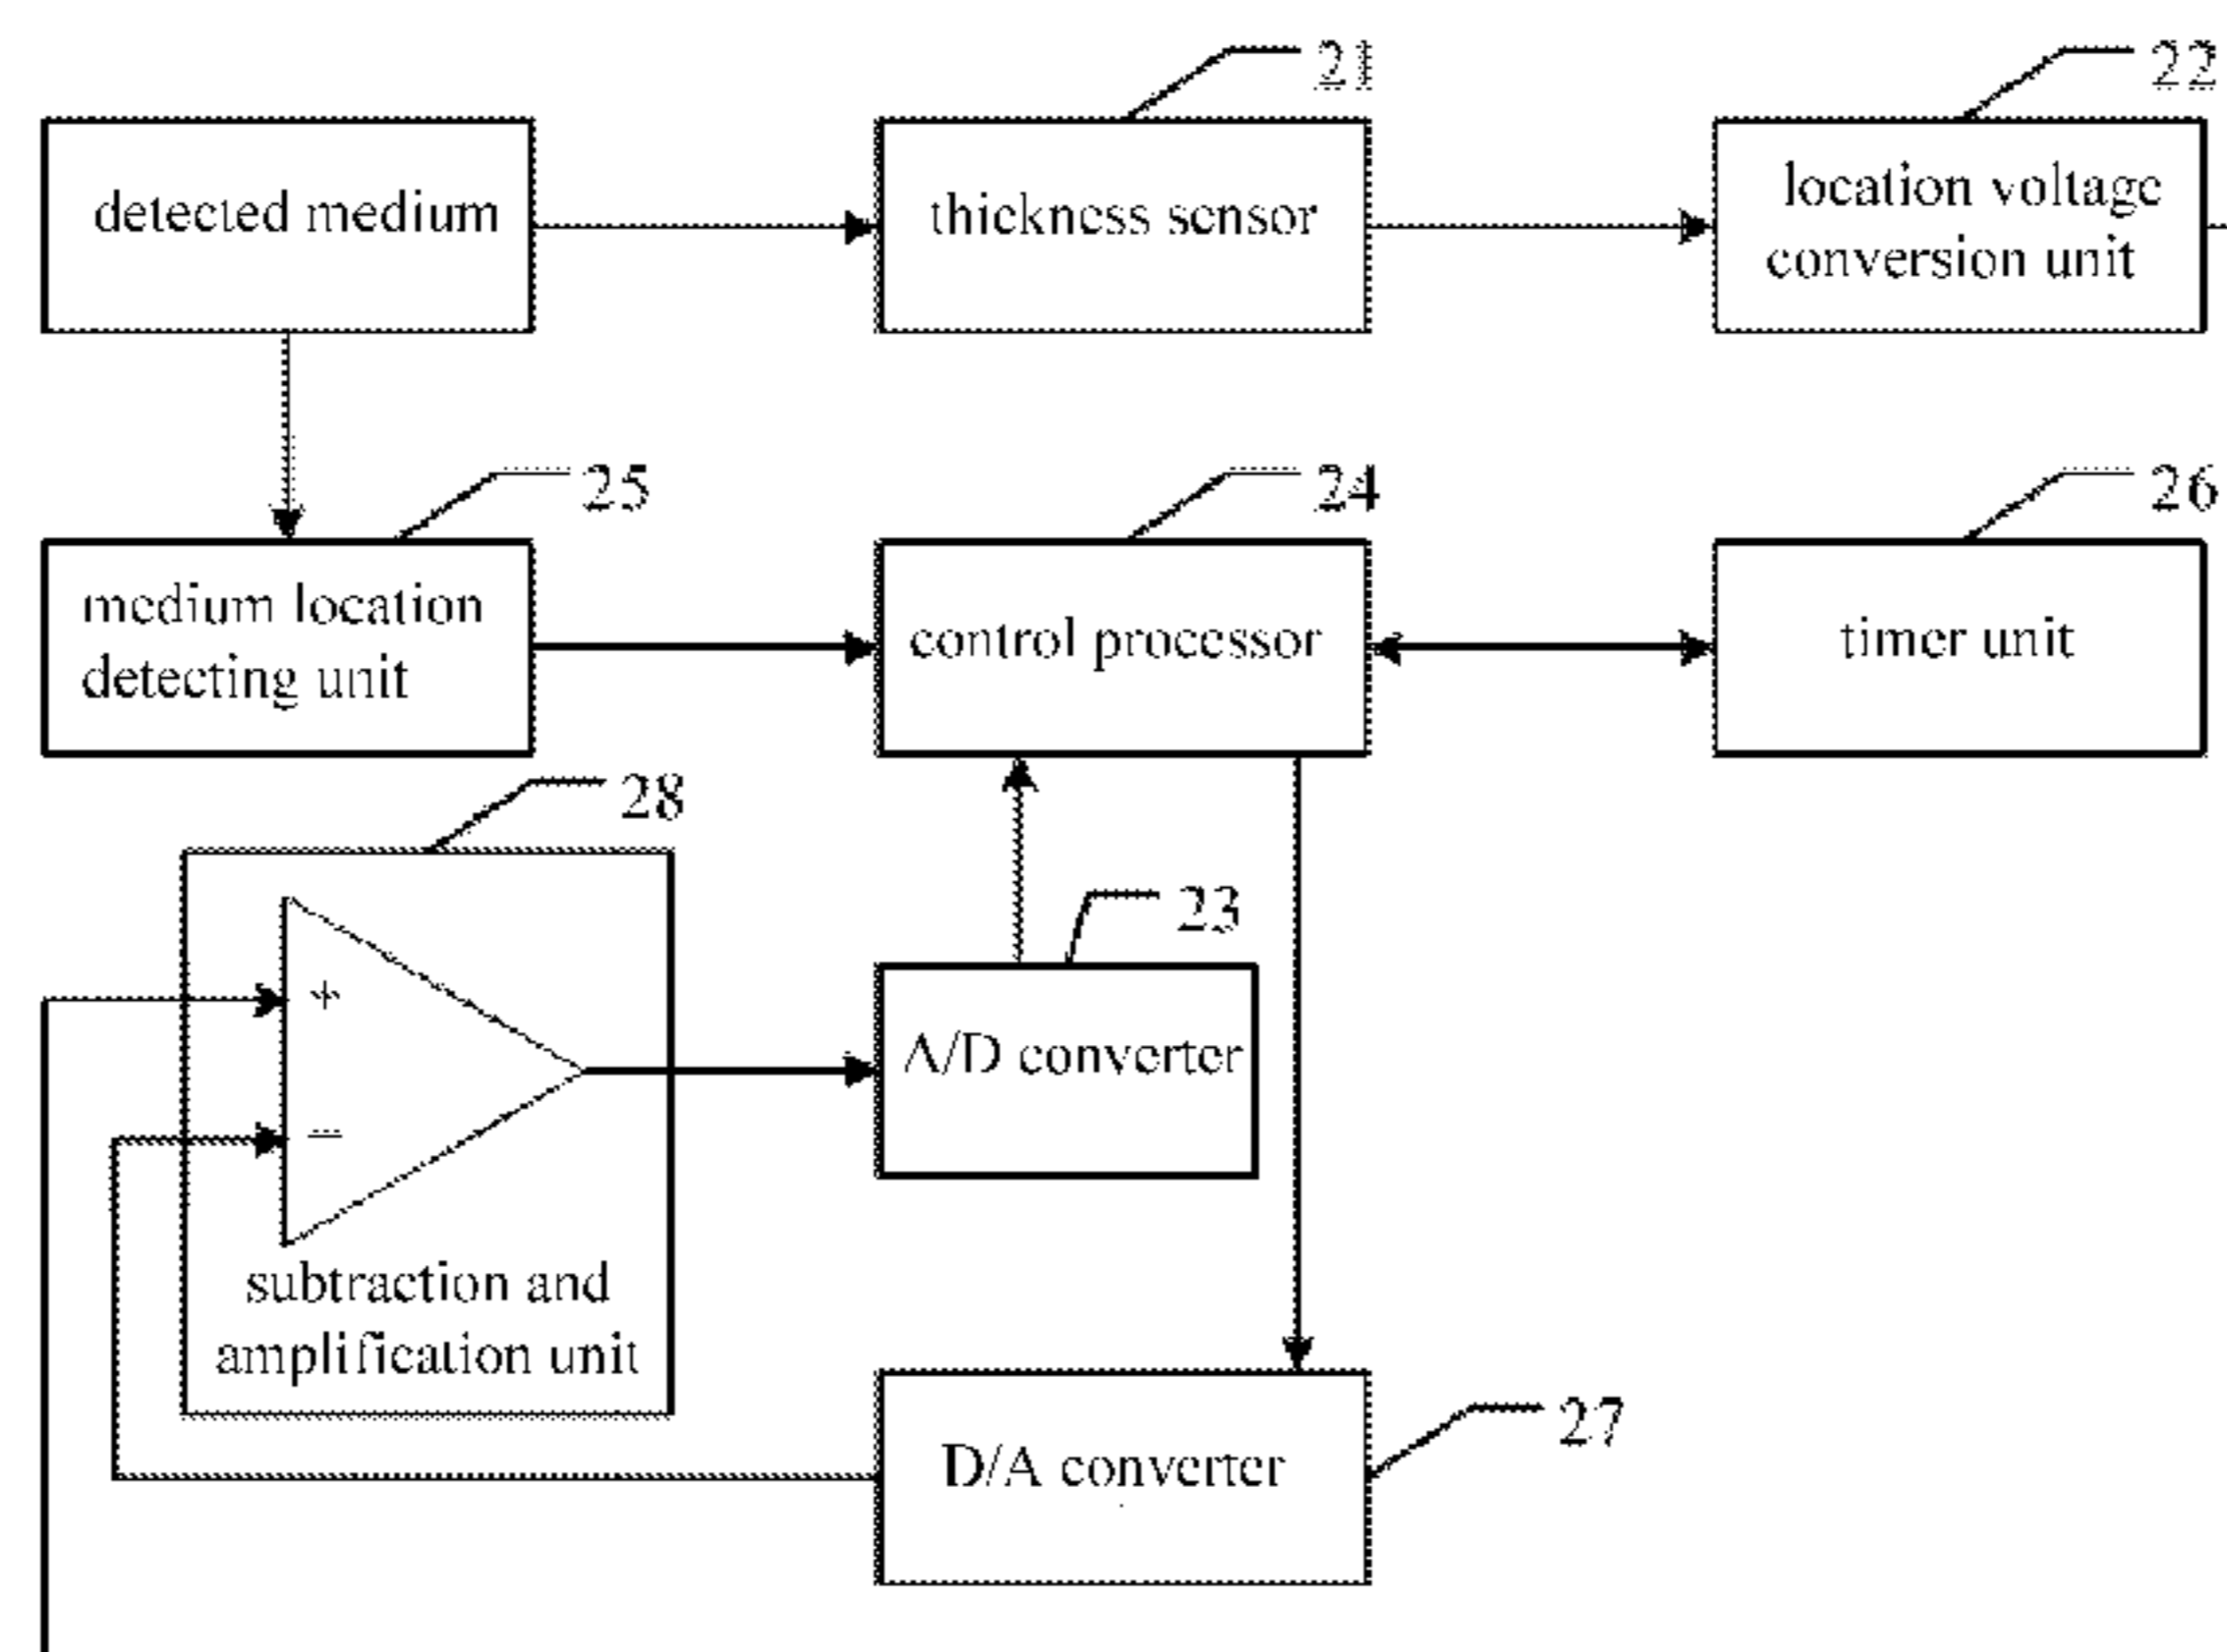 21
22
detected medium
thickness sensor
location voltage
conversion unit
25
24
26
medium location
detecting unit
control processor
timer unit
28
23
+
A/D converter
−
subtraction and
amplification unit
27
D/A converter